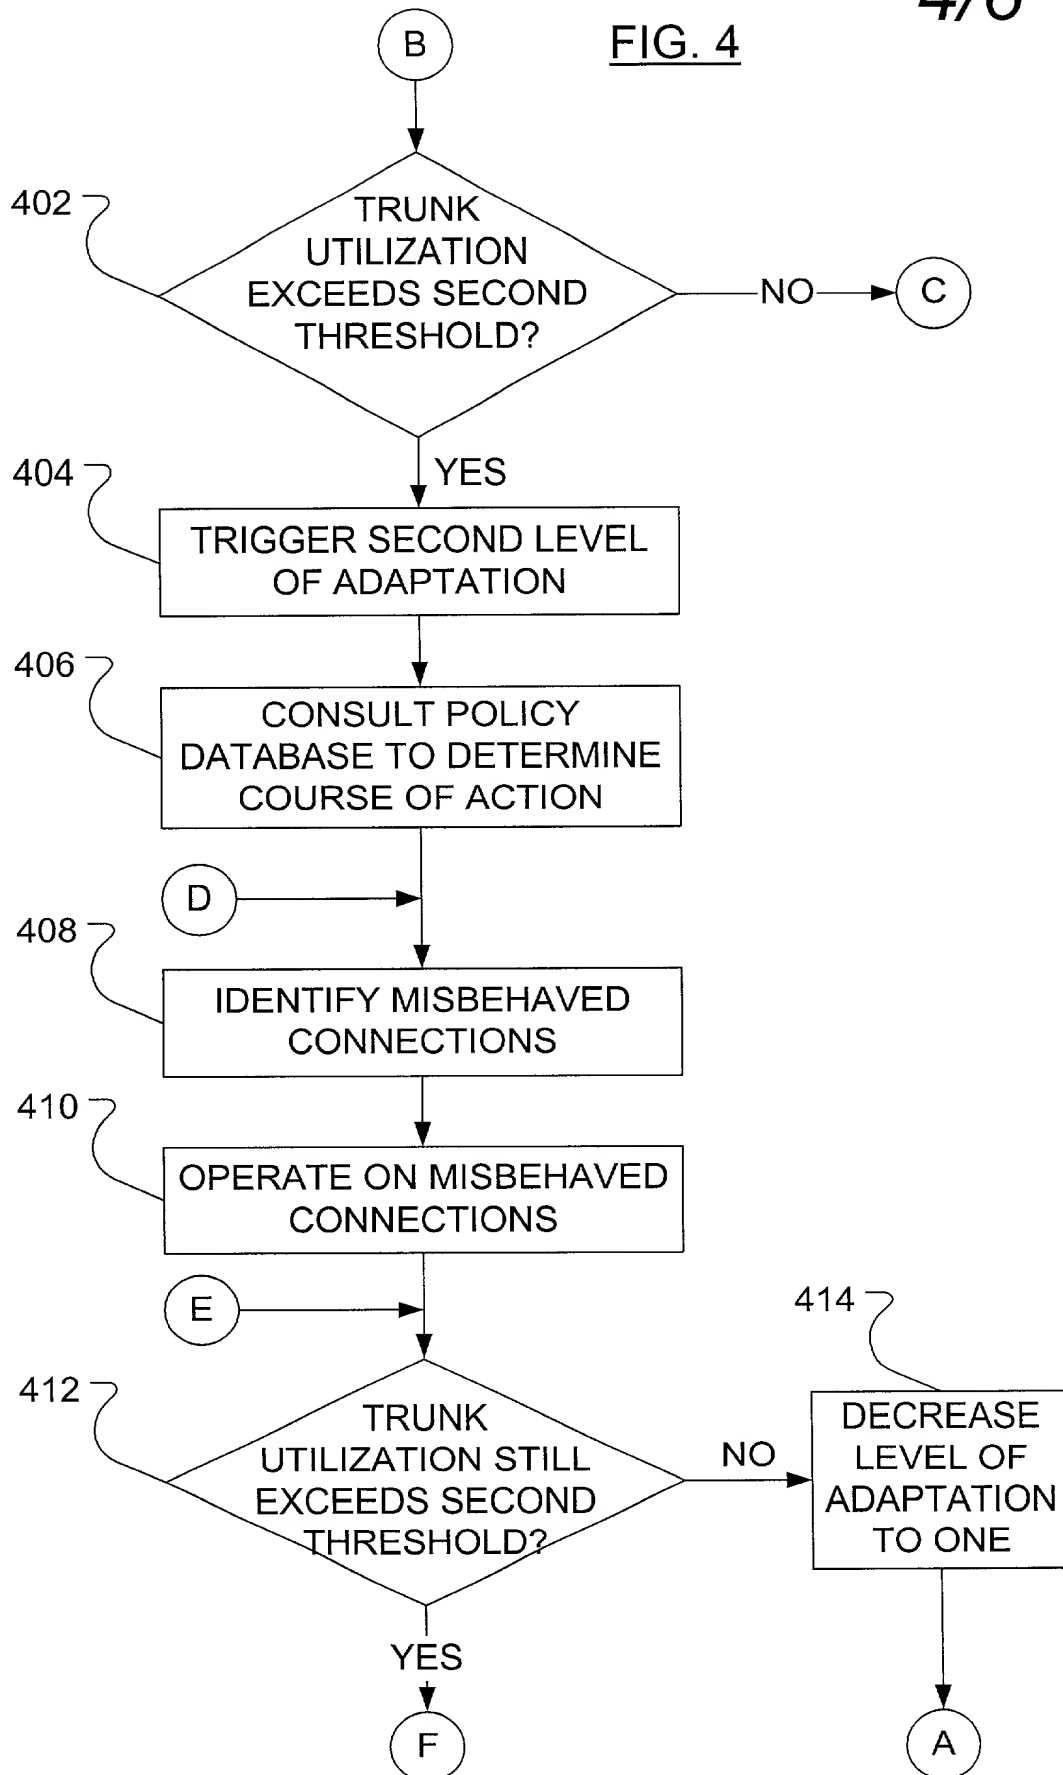 4/6
B
FIG. 4
402
TRUNK
UTILIZATION
EXCEEDS SECOND
THRESHOLD?
NO
C
YES
404
TRIGGER SECOND LEVEL
OF ADAPTATION
406
CONSULT POLICY
DATABASE TO DETERMINE
COURSE OF ACTION
D
408
IDENTIFY MISBEHAVED
CONNECTIONS
410
OPERATE ON MISBEHAVED
CONNECTIONS
E
414
412
TRUNK
UTILIZATION STILL
EXCEEDS SECOND
THRESHOLD?
NO
DECREASE
LEVEL OF
ADAPTATION
TO ONE
YES
F
A